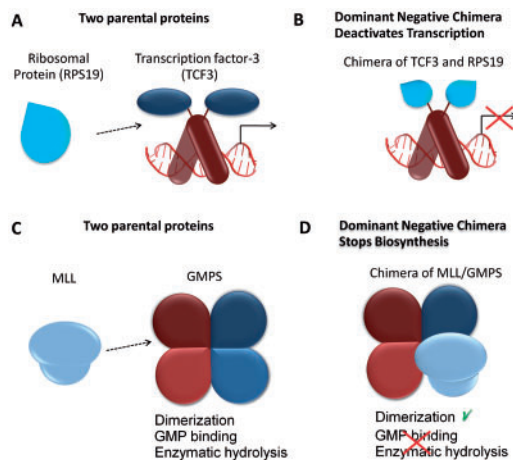 A
Two parental proteins
Ribosomal
Protein (RPS19)
Transcription factor-3
(TCF3)
B
Dominant Negative Chimera
Deactivates Transcription
Chimera of TCF3 and RPS19
C
Two parental proteins
MLL
GMPS
Dimerization
GMP binding
Enzymatic hydrolysis
D
Dominant Negative Chimera
Stops Biosynthesis
Chimera of MLL/GMPS
Dimerization ✓
GMP binding
Enzymatic hydrolysis